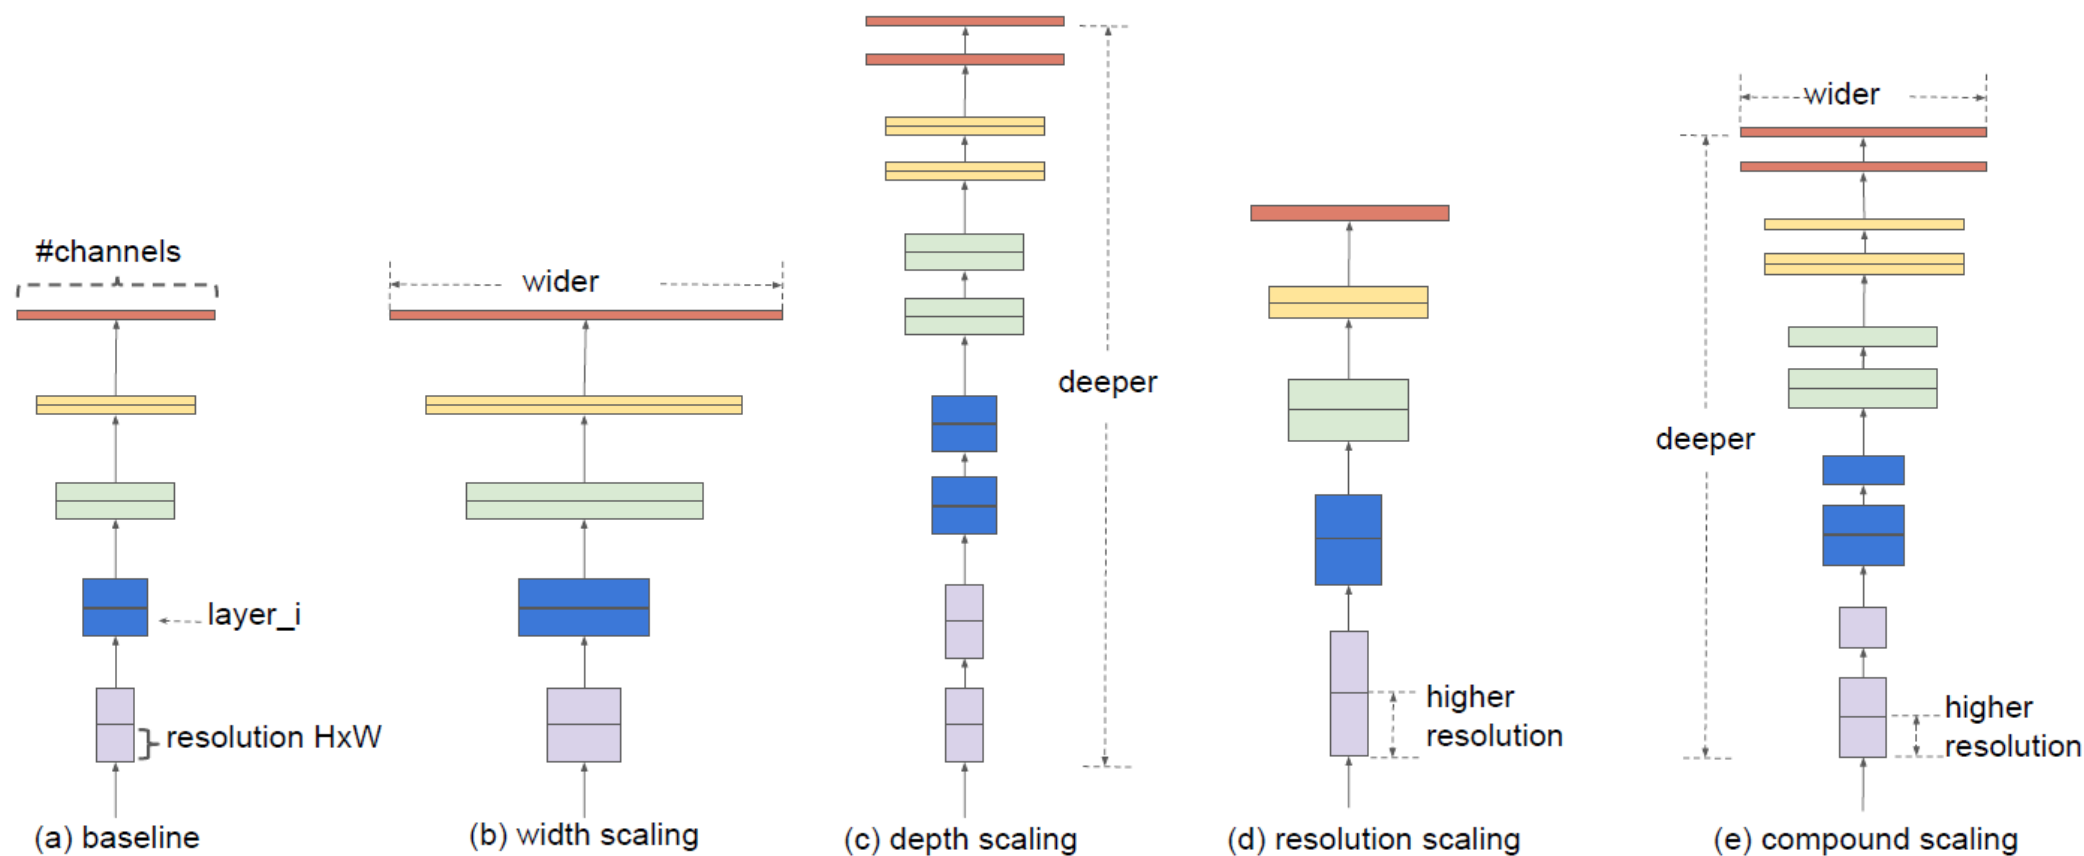 #channels
resolution HxW
layer_i
(a) baseline
wider
(b) width scaling
deeper
(c) depth scaling
higher
resolution
(d) resolution scaling
wider
deeper
higher
resolution
(e) compound scaling